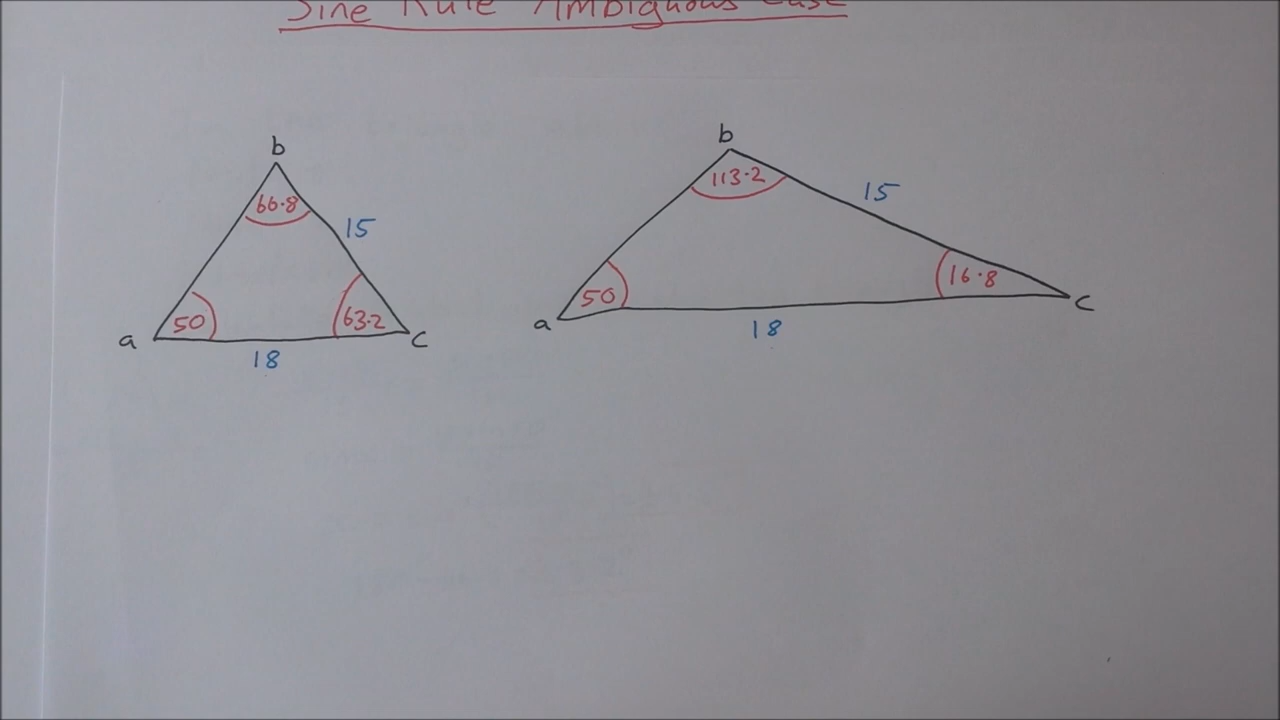 Sine Rule Ambiguous Case
b
66.8
15
50
63.2
a
c
18
b
113.2
15
50
16.8
a
c
18